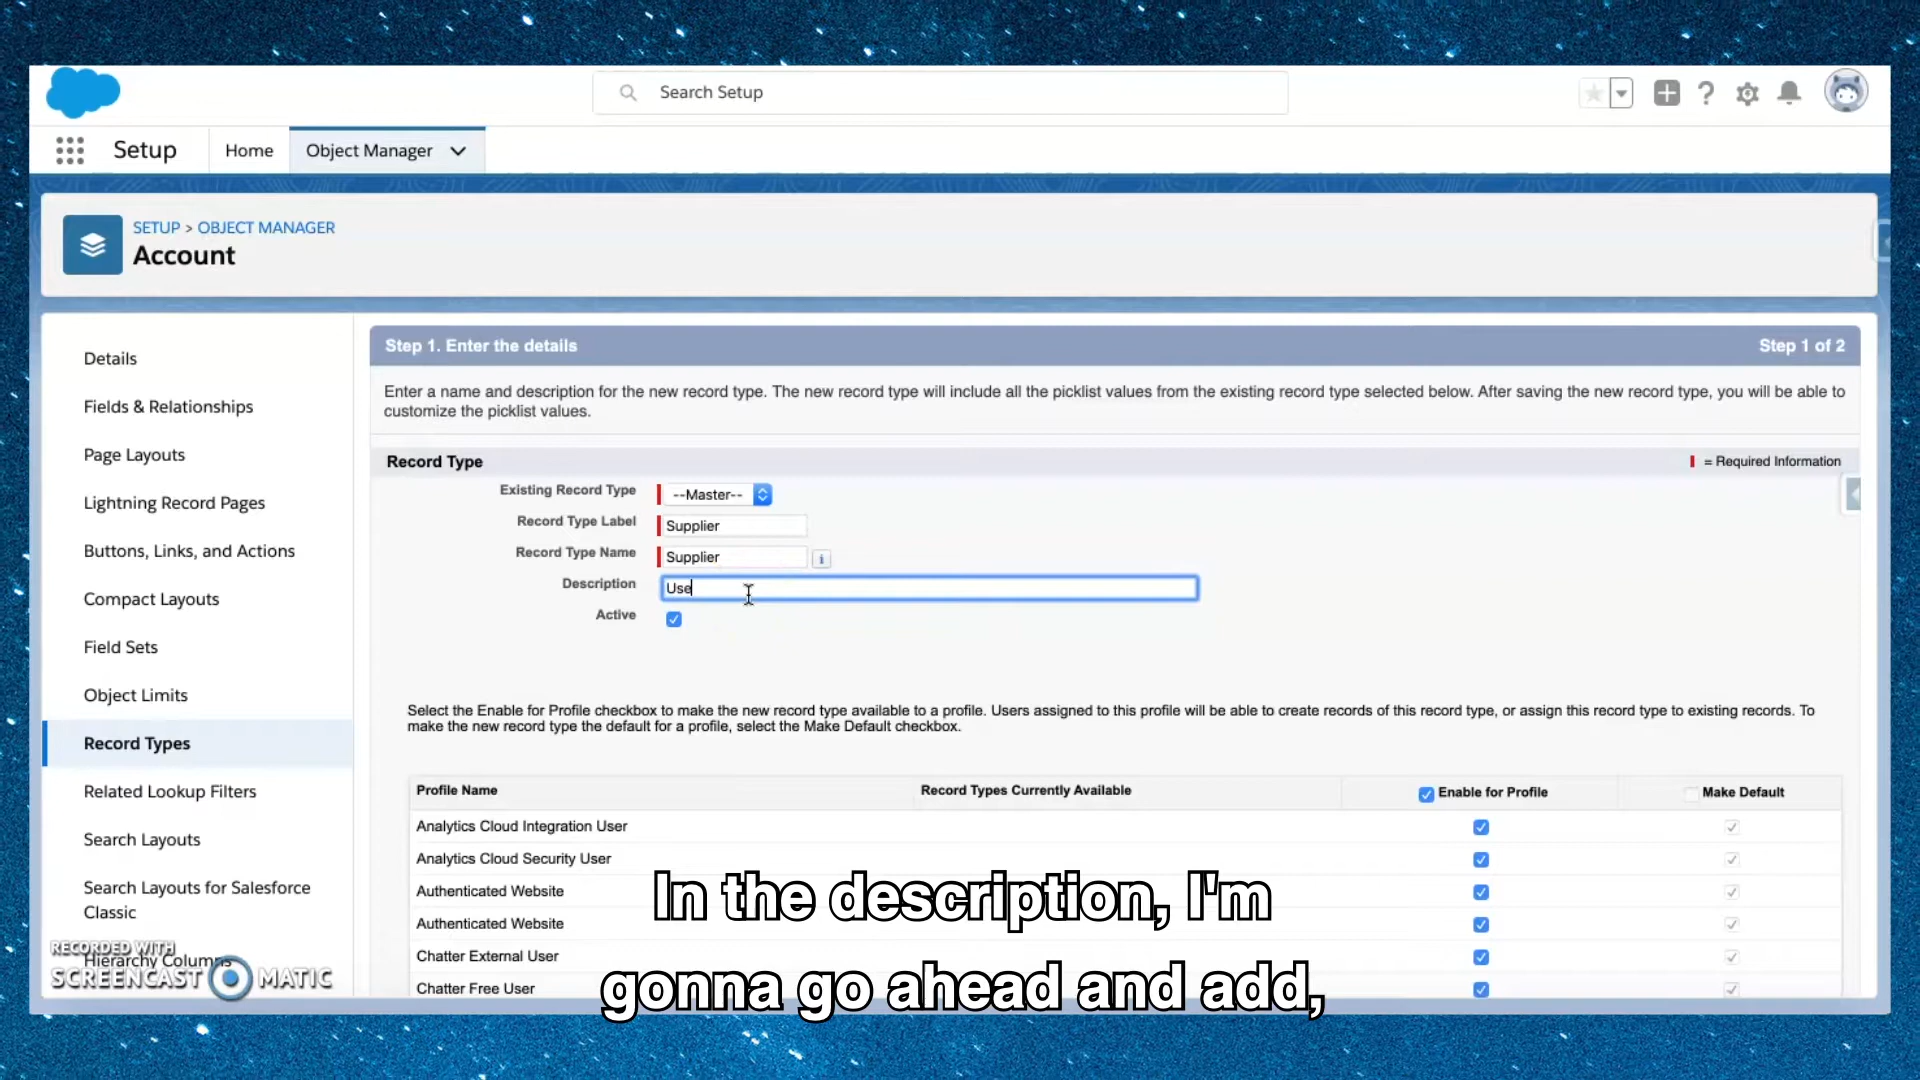 Search Setup
Setup
Home
Object Manager
SETUP > OBJECT MANAGER
Account
Details
Fields & Relationships
Page Layouts
Lightning Record Pages
Buttons, Links, and Actions
Compact Layouts
Field Sets
Object Limits
Record Types
Related Lookup Filters
Search Layouts
Search Layouts for Salesforce
Classic
Hierarchy Columns
Step 1. Enter the details
Step 1 of 2
Enter a name and description for the new record type. The new record type will include all the picklist values from the existing record type selected below. After saving the new record type, you will be able to
customize the picklist values.
Record Type
= Required Information
Existing Record Type
--Master--
Record Type Label
Supplier
Record Type Name
Supplier
i
Description
Use
Active
Select the Enable for Profile checkbox to make the new record type available to a profile. Users assigned to this profile will be able to create records of this record type, or assign this record type to existing records. To
make the new record type the default for a profile, select the Make Default checkbox.
Profile Name
Record Types Currently Available
Enable for Profile
Make Default
Analytics Cloud Integration User
Analytics Cloud Security User
Authenticated Website
Authenticated Website
Chatter External User
Chatter Free User
In the description, I'm
gonna go ahead and add,
RECORDED WITH
SCREENCAST MATIC